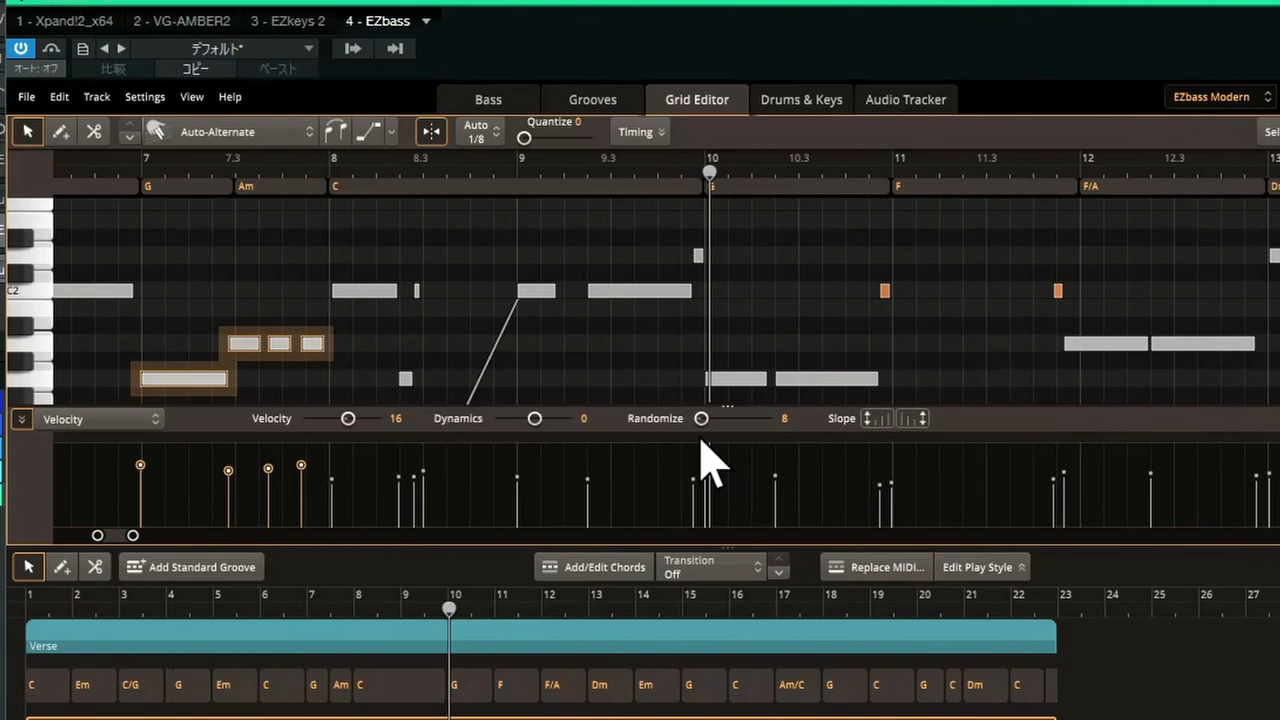 1 - Xpand!2_x64 2 - VG-AMBER2 3 - EZkeys 2 4 - EZbass
デフォルト*
オート: オフ 比較 コピー ペースト
File Edit Track Settings View Help Bass Grooves Grid Editor Drums & Keys Audio Tracker EZbass Modern
Auto-Alternate Auto 1/8 Quantize 0 Timing
7 7.3 8 8.3 9 9.3 10 10.3 11 11.3 12 12.3 13
G Am C G F F/A
C2
Velocity Velocity 16 Dynamics 0 Randomize 8 Slope
Add Standard Groove Add/Edit Chords Transition Off Replace MIDI... Edit Play Style
1 2 3 4 5 6 7 8 9 10 11 12 13 14 15 16 17 18 19 20 21 22 23 24 25 26 27
Verse
C Em C/G G Em C G Am C G F F/A Dm Em G C Am/C G C G C Dm C